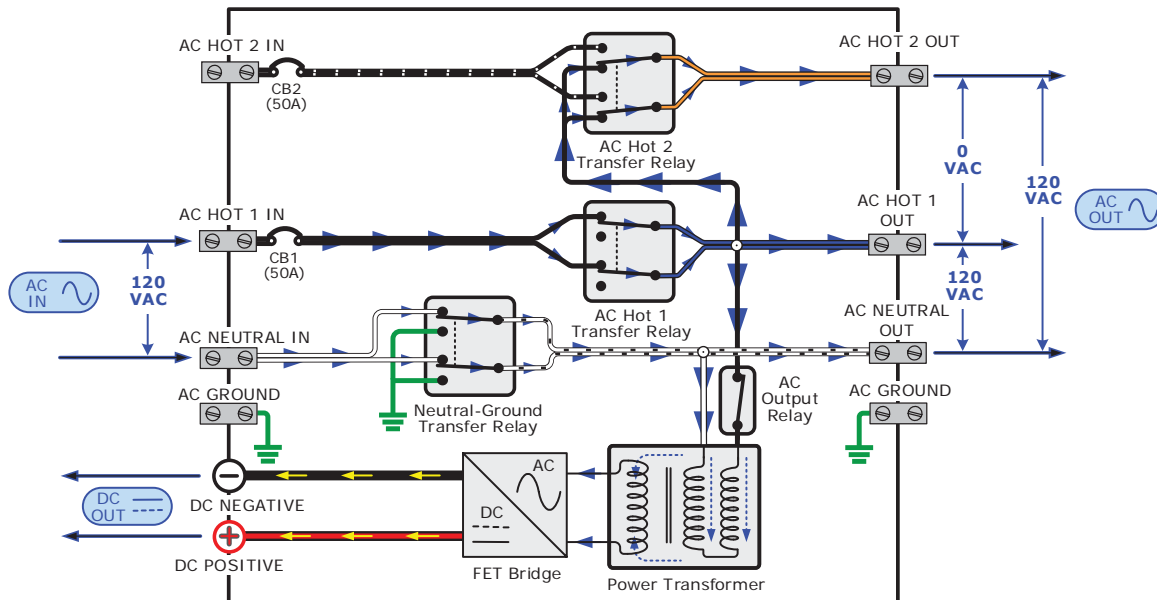 AC HOT 2 IN
CB2
(50A)
AC Hot 2
Transfer Relay
AC HOT 2 OUT
0
VAC
120
VAC
AC
OUT
AC HOT 1 IN
CB1
(50A)
AC Hot 1
Transfer Relay
AC HOT 1
OUT
120
VAC
AC
IN
120
VAC
AC NEUTRAL IN
AC NEUTRAL
OUT
AC GROUND
Neutral-Ground
Transfer Relay
AC
Output
Relay
AC GROUND
DC NEGATIVE
DC
OUT
DC POSITIVE
AC
DC
FET Bridge
Power Transformer